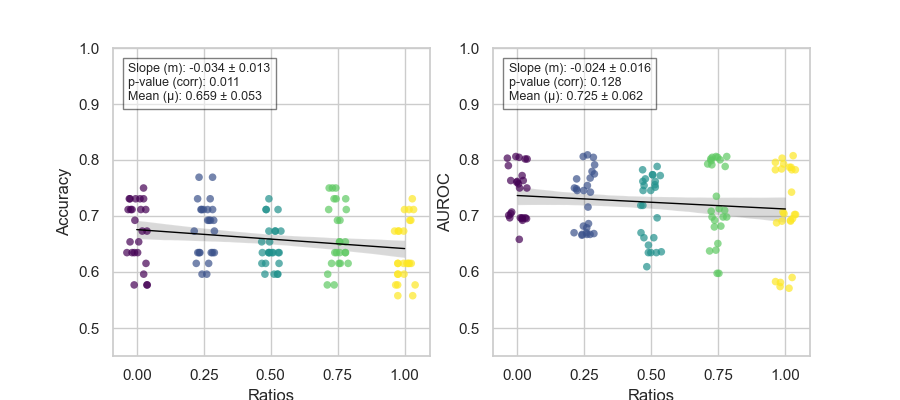 Slope (m): -0.034 ± 0.013
p-value (corr): 0.011
Mean (μ): 0.659 ± 0.053
1.0
0.9
0.8
0.7
0.6
0.5
Accuracy
0.00 0.25 0.50 0.75 1.00
Ratios
Slope (m): -0.024 ± 0.016
p-value (corr): 0.128
Mean (μ): 0.725 ± 0.062
1.0
0.9
0.8
0.7
0.6
0.5
AUROC
0.00 0.25 0.50 0.75 1.00
Ratios